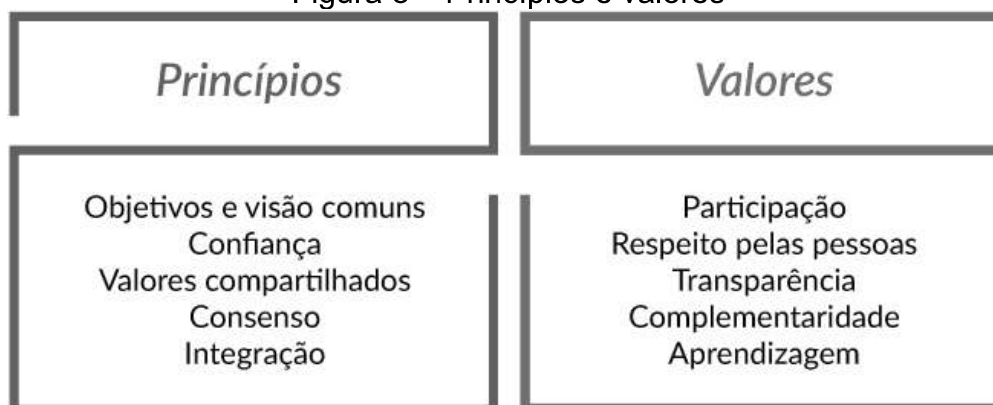 Princípios
Valores
Objetivos e visão comuns
Confiança
Valores compartilhados
Consenso
Integração
Participação
Respeito pelas pessoas
Transparência
Complementaridade
Aprendizagem